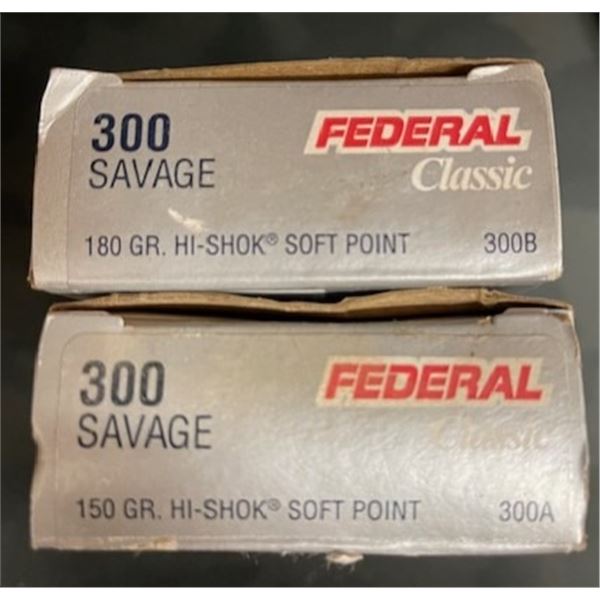 300 FEDERAL
SAVAGE Classic
180 GR. HI-SHOK® SOFT POINT 300B
300 FEDERAL
SAVAGE Classic
150 GR. HI-SHOK® SOFT POINT 300A